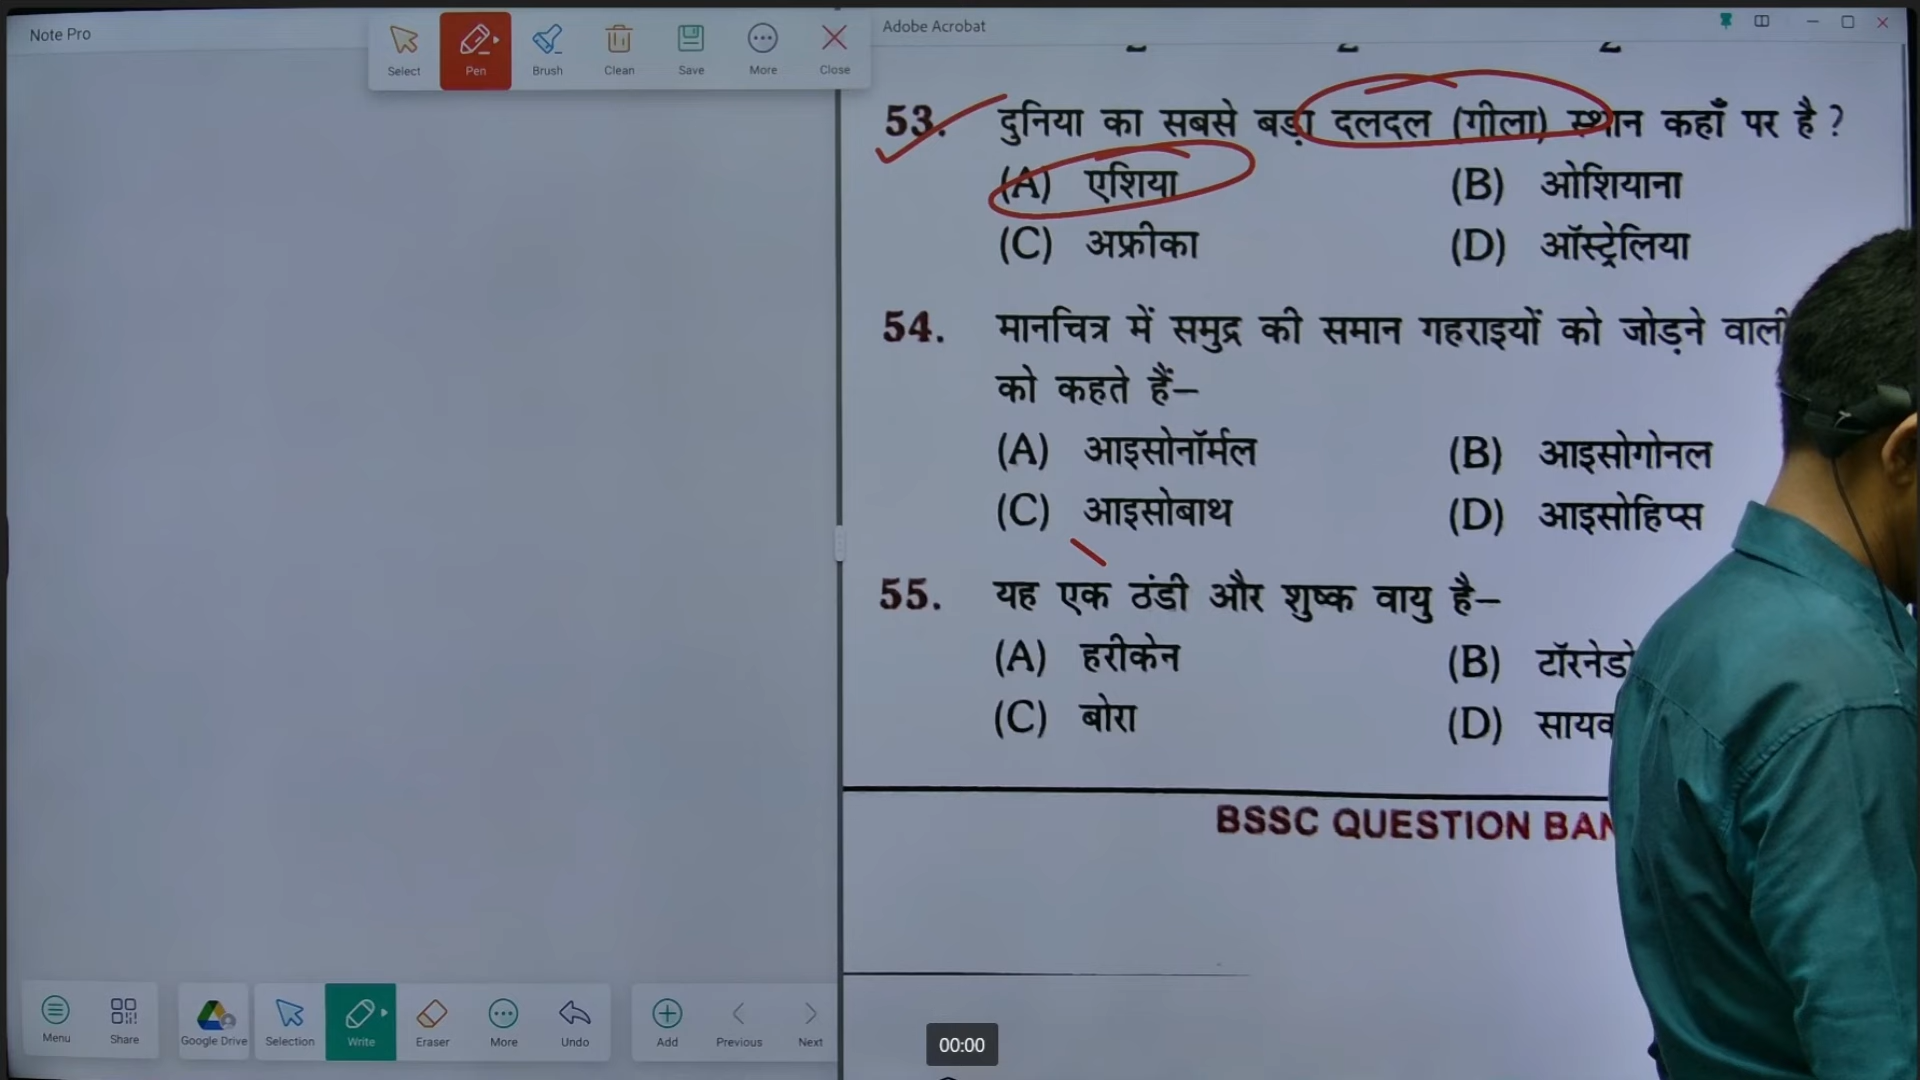 Note Pro
Select
Pen
Brush
Clean
Save
More
Close
Adobe Acrobat
53. दुनिया का सबसे बड़ा दलदल (गीला) स्थान कहाँ पर है ?
(A) एशिया (B) ओशियाना
(C) अफ्रीका (D) ऑस्ट्रेलिया
54. मानचित्र में समुद्र की समान गहराइयों को जोड़ने वाली
को कहते हैं–
(A) आइसोनॉर्मल (B) आइसोगोनल
(C) आइसोबाथ (D) आइसोहिप्स
55. यह एक ठंडी और शुष्क वायु है–
(A) हरीकेन (B)
(C) बोरा (D)
BSSC QUESTION
Menu
Share
Google Drive
Selection
Write
Eraser
More
Undo
Add
Previous
Next
00:00